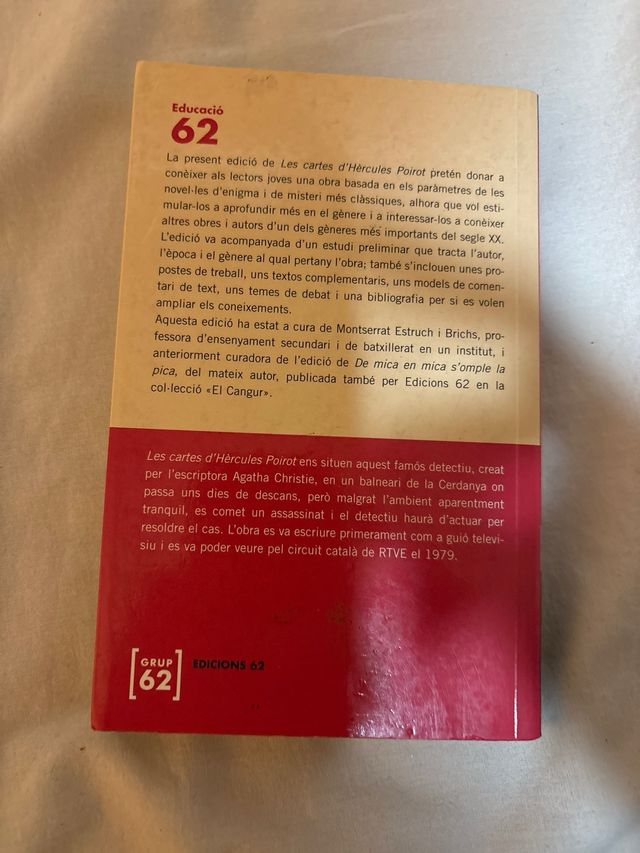 Educació
62
La present edició de Les cartes d'Hèrcules Poirot pretén donar a
conèixer als lectors joves una obra basada en els paràmetres de les
novel·les d'enigma i de misteri més clàssiques, alhora que vol esti-
mular-los a aprofundir més en el gènere i a interessar-los a conèixer
altres obres i autors d'un dels gèneres més importants del segle XX.
L'edició va acompanyada d'un estudi preliminar que tracta l'autor,
l'època i el gènere al qual pertany l'obra; també s'inclouen unes pro-
postes de treball, uns textos complementaris, uns models de comen-
tari de text, uns temes de debat i una bibliografia per si es volen
ampliar els coneixements.
Aquesta edició ha estat a cura de Montserrat Estruch i Brichs, pro-
fessora d'ensenyament secundari i de batxillerat en un institut, i
anteriorment curadora de l'edició de De mica en mica s'omple la
pica, del mateix autor, publicada també per Edicions 62 en la
col·lecció «El Cangur».
Les cartes d'Hèrcules Poirot ens situen aquest famós detectiu, creat
per l'escriptora Agatha Christie, en un balneari de la Cerdanya on
passa uns dies de descans, però malgrat l'ambient aparentment
tranquil, es comet un assassinat i el detectiu haurà d'actuar per
resoldre el cas. L'obra es va escriure primerament com a guió televi-
siu i es va poder veure pel circuit català de RTVE el 1979.
GRUP
62
EDICIONS 62